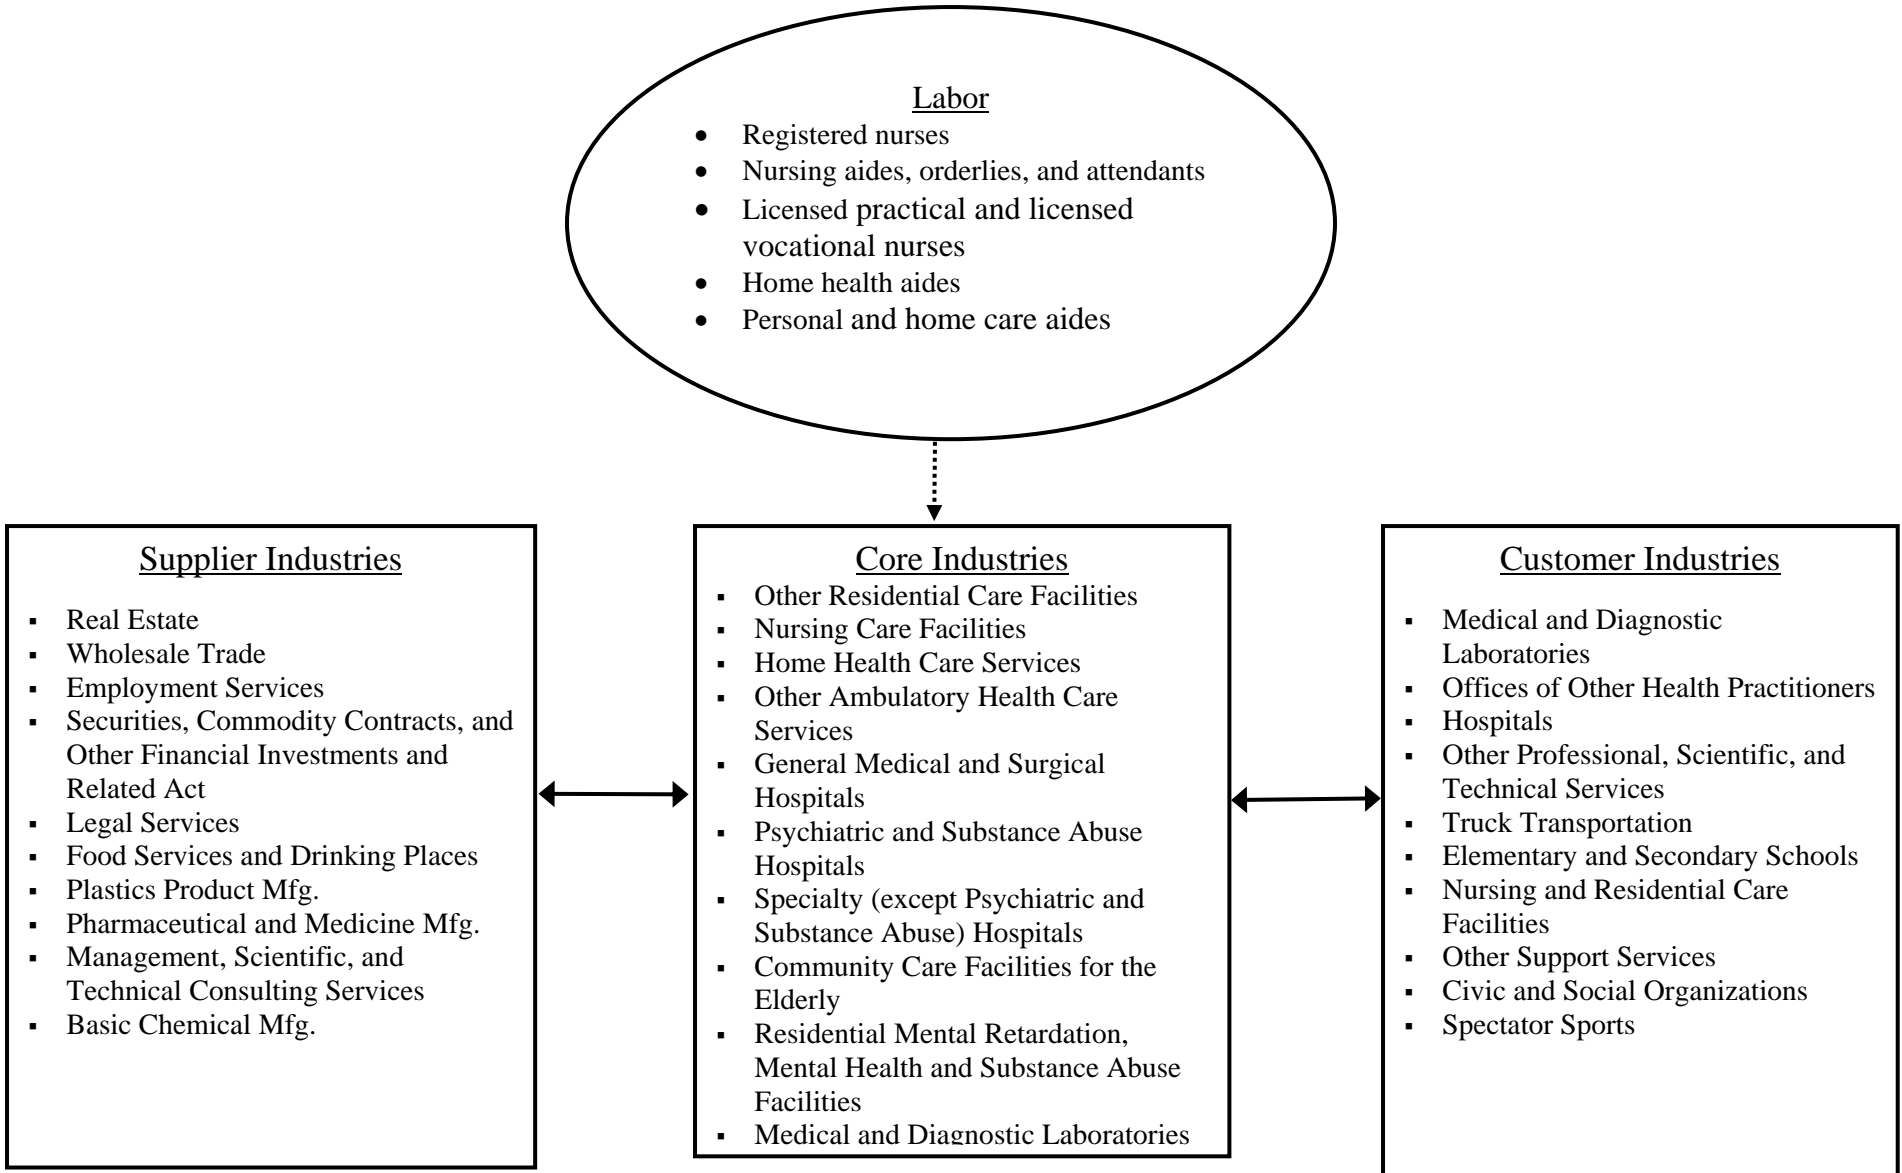 Labor
• Registered nurses
• Nursing aides, orderlies, and attendants
• Licensed practical and licensed
vocational nurses
• Home health aides
• Personal and home care aides
Supplier Industries
▪ Real Estate
▪ Wholesale Trade
▪ Employment Services
▪ Securities, Commodity Contracts, and
Other Financial Investments and
Related Act
▪ Legal Services
▪ Food Services and Drinking Places
▪ Plastics Product Mfg.
▪ Pharmaceutical and Medicine Mfg.
▪ Management, Scientific, and
Technical Consulting Services
▪ Basic Chemical Mfg.
Core Industries
▪ Other Residential Care Facilities
▪ Nursing Care Facilities
▪ Home Health Care Services
▪ Other Ambulatory Health Care
Services
▪ General Medical and Surgical
Hospitals
▪ Psychiatric and Substance Abuse
Hospitals
▪ Specialty (except Psychiatric and
Substance Abuse) Hospitals
▪ Community Care Facilities for the
Elderly
▪ Residential Mental Retardation,
Mental Health and Substance Abuse
Facilities
▪ Medical and Diagnostic Laboratories
Customer Industries
▪ Medical and Diagnostic
Laboratories
▪ Offices of Other Health Practitioners
▪ Hospitals
▪ Other Professional, Scientific, and
Technical Services
▪ Truck Transportation
▪ Elementary and Secondary Schools
▪ Nursing and Residential Care
Facilities
▪ Other Support Services
▪ Civic and Social Organizations
▪ Spectator Sports